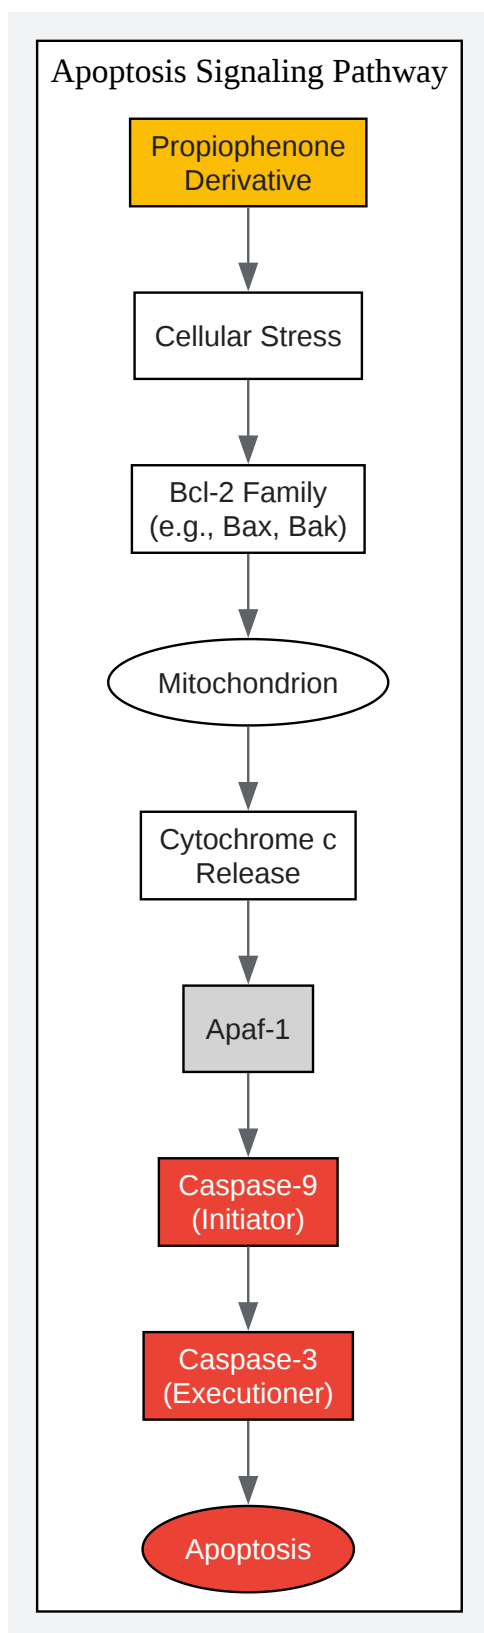 Apoptosis Signaling Pathway
Propiophenone
Derivative
Cellular Stress
Bcl-2 Family
(e.g., Bax, Bak)
Mitochondrion
Cytochrome c
Release
Apaf-1
Caspase-9
(Initiator)
Caspase-3
(Executioner)
Apoptosis